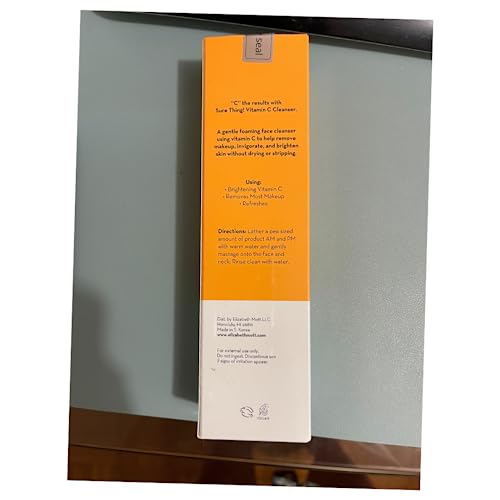 seal
"C" the results with
Sure Thing! Vitamin C Cleanser.
A gentle foaming face cleanser
using vitamin C to help remove
makeup, invigorate, and brighten
skin without drying or stripping.
Using:
- Brightening Vitamin C
- Removes Most Makeup
- Refreshes
Directions: Lather a pea sized
amount of product AM and PM
with warm water and gently
massage onto the face and
neck. Rinse clean with water.
Dist. by Elizabeth Mott LLC
Honolulu, HI
Made in S. Korea
www.elizabethmott.com
For external use only.
Do not ingest. Discontinue use
if signs of irritation appear.